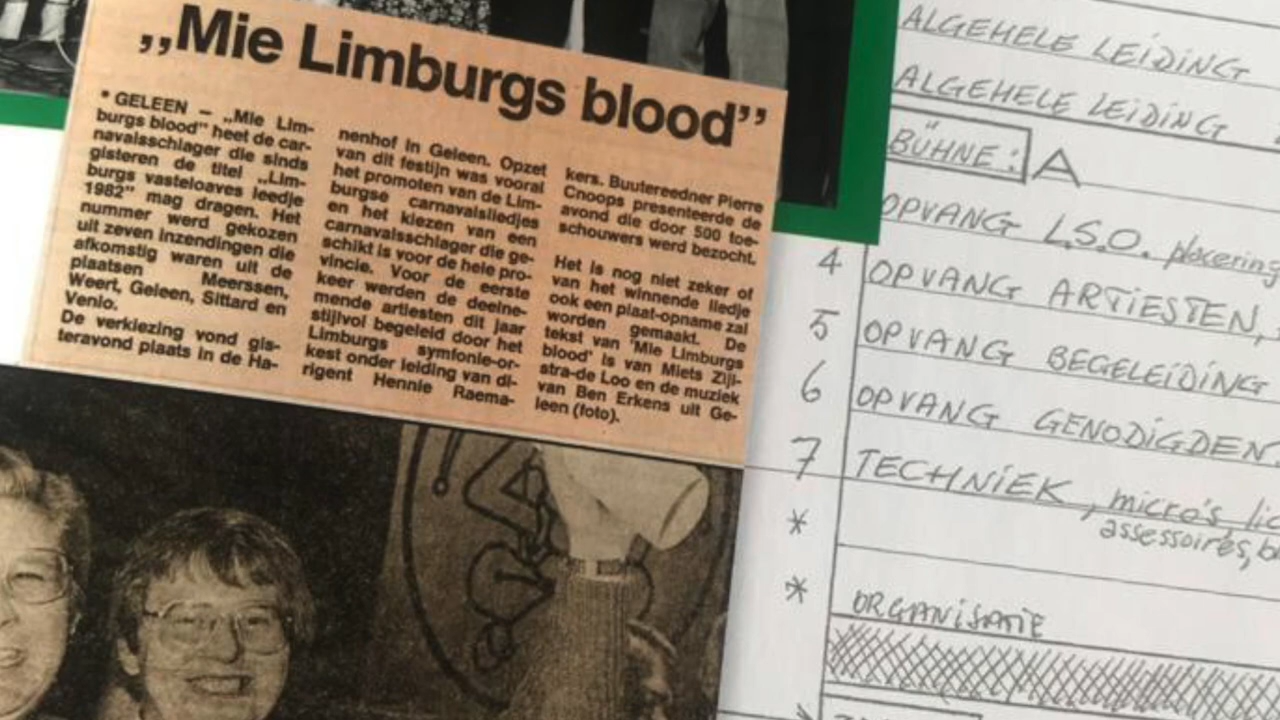 „Mie Limburgs blood”
* GELEEN – „Mie Lim-
burgs blood” heet de car-
navalsschlager die sinds
gisteren de titel „Lim-
burgs vasteloaves leedje
1982” mag dragen. Het
nummer werd gekozen
uit zeven inzendingen die
afkomstig waren uit de
plaatsen Meerssen,
Weert, Geleen, Sittard en
Venlo.
De verkiezing vond gis-
teravond plaats in de Ha-
nenhof in Geleen. Opzet
van dit festijn was vooral
het promoten van de Lim-
burgse carnavalsliedjes
en het kiezen van een
carnavalsschlager die ge-
schikt is voor de hele pro-
vincie. Voor de eerste
keer werden de deelne-
mende artiesten dit jaar
stijlvol begeleid door het
Limburgs symfonie-or-
kest onder leiding van di-
rigent Hennie Raema-
kers. Buutereedner Pierre
Cnoops presenteerde de
avond die door 500 toe-
schouwers werd bezocht.
Het is nog niet zeker of
van het winnende liedje
ook een plaat-opname zal
worden gemaakt. De
tekst van 'Mie Limburgs
blood' is van Miets Zijl-
stra-de Loo en de muziek
van Ben Erkens uit Ge-
leen (foto).
ALGEHELE LEIDING
ALGEHELE LEIDING
BÜHNE: A
OPVANG L.S.O. placering
4 OPVANG ARTIESTEN,
5 OPVANG BEGELEIDING
6 OPVANG GENODIGDEN
7 TECHNIEK, micro's,
assessoires,
*
* ORGANISATIE